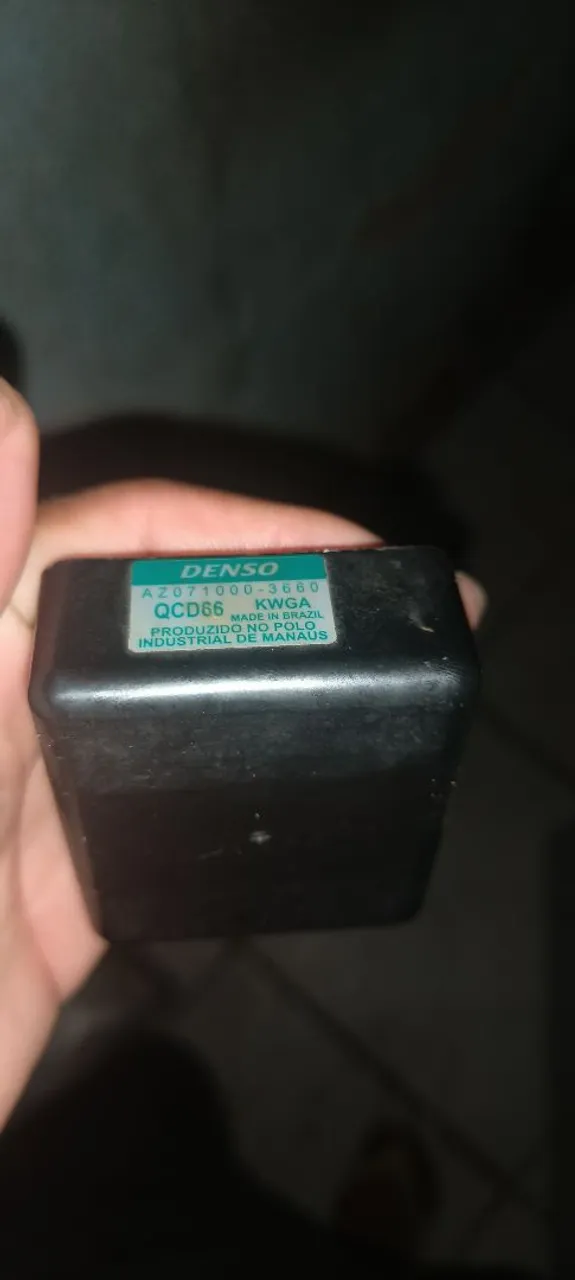 DENSO
AZ071000-3660
QCD66 KWGA
MADE IN BRAZIL
PRODUZIDO NO POLO
INDUSTRIAL DE MANAUS